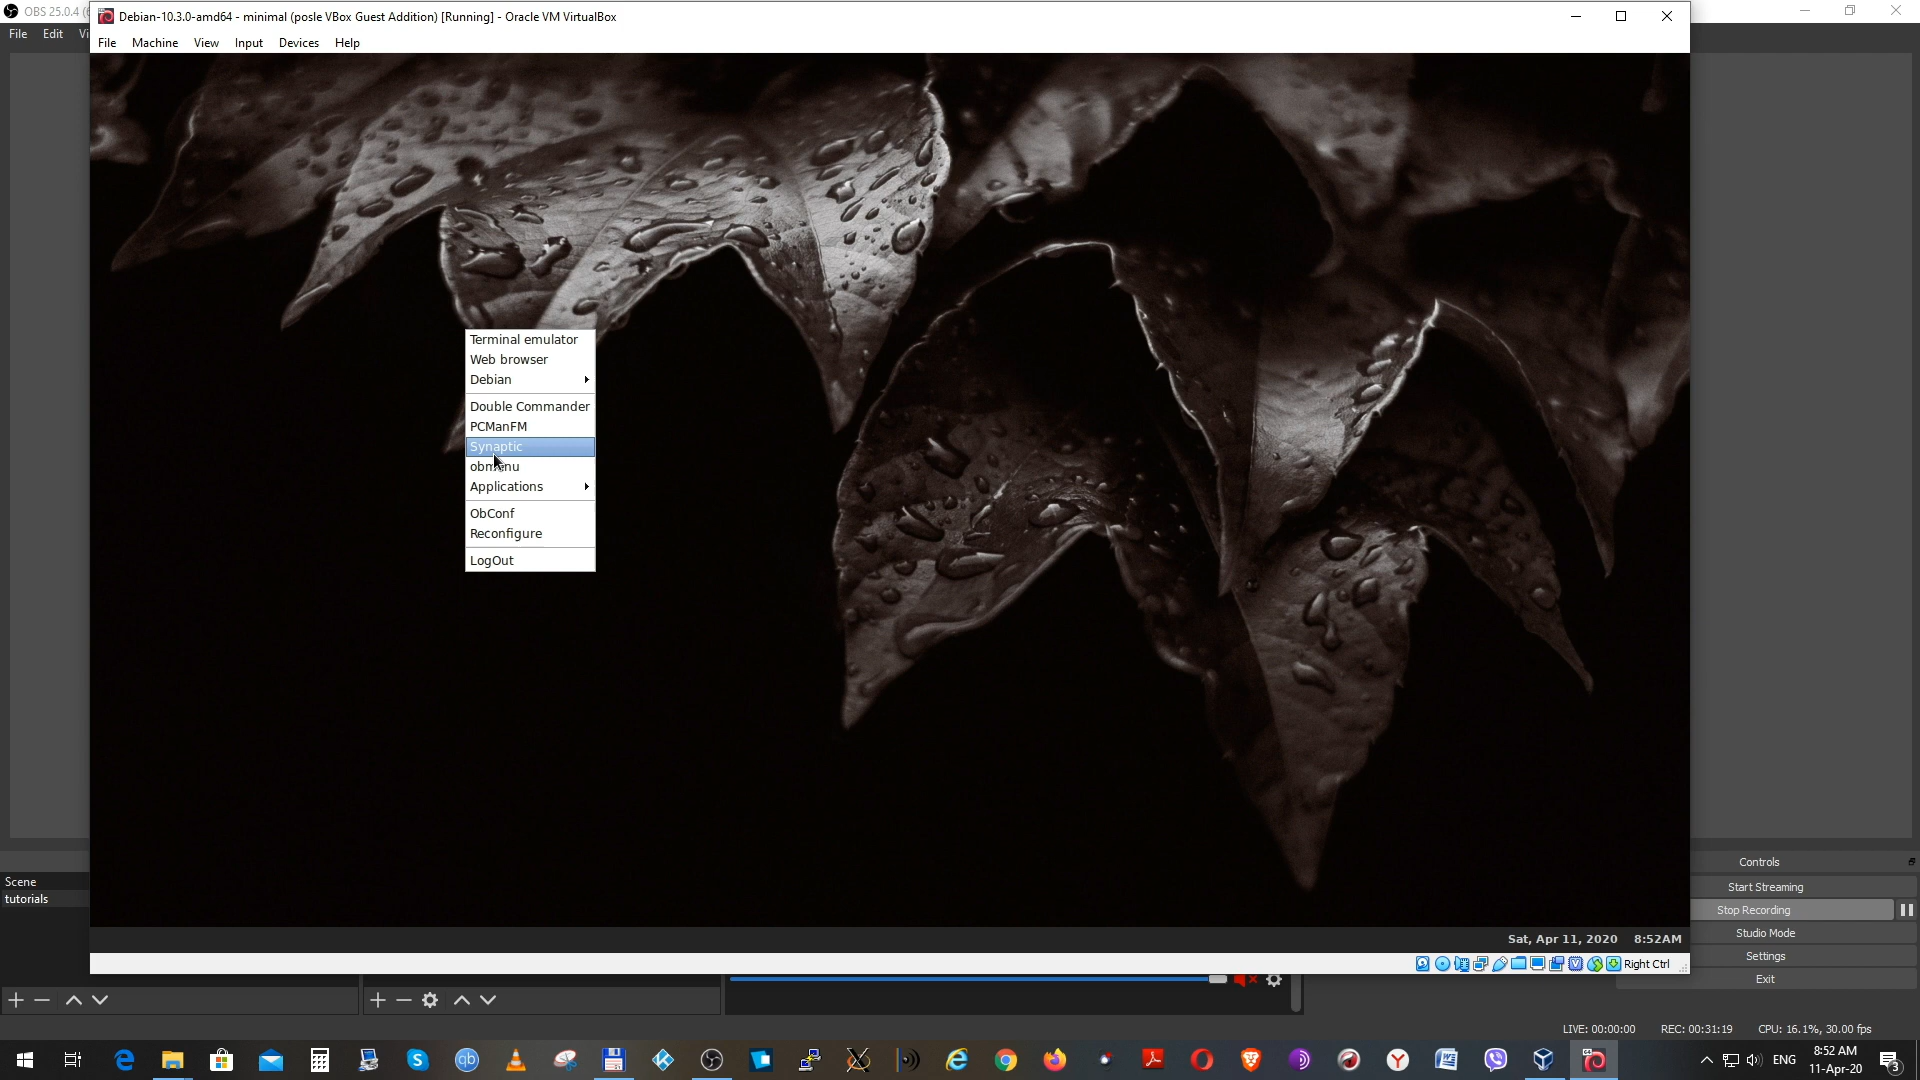 OBS 25.0.4 (6
File Edit Vi
Debian-10.3.0-amd64 - minimal (posle VBox Guest Addition) [Running] - Oracle VM VirtualBox
File Machine View Input Devices Help
Terminal emulator
Web browser
Debian
Double Commander
PCManFM
Synaptic
obmenu
Applications
ObConf
Reconfigure
LogOut
Sat, Apr 11, 2020 8:52AM
Right Ctrl
Scene
tutorials
Controls
Start Streaming
Stop Recording
Studio Mode
Settings
Exit
LIVE: 00:00:00 REC: 00:31:19 CPU: 16.1%, 30.00 fps
ENG
8:52 AM
11-Apr-20
3